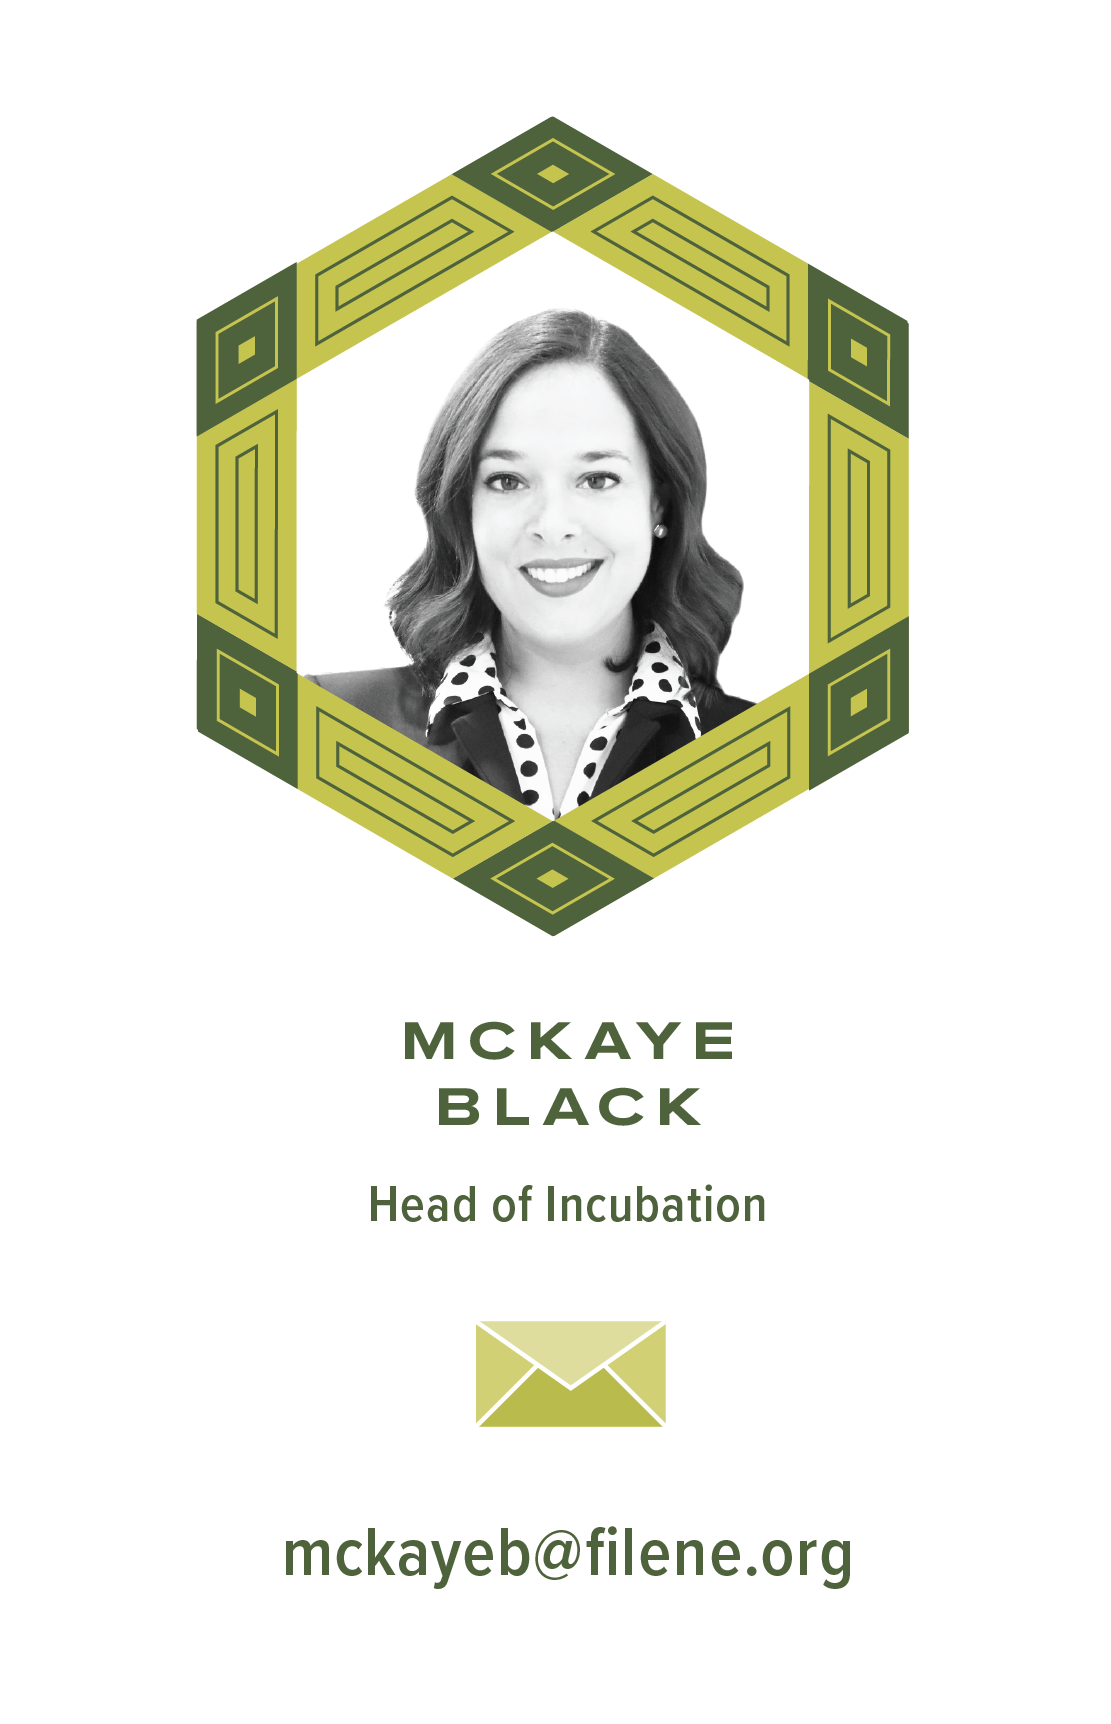 MCKAYE
BLACK
Head of Incubation
mckayeb@filene.org